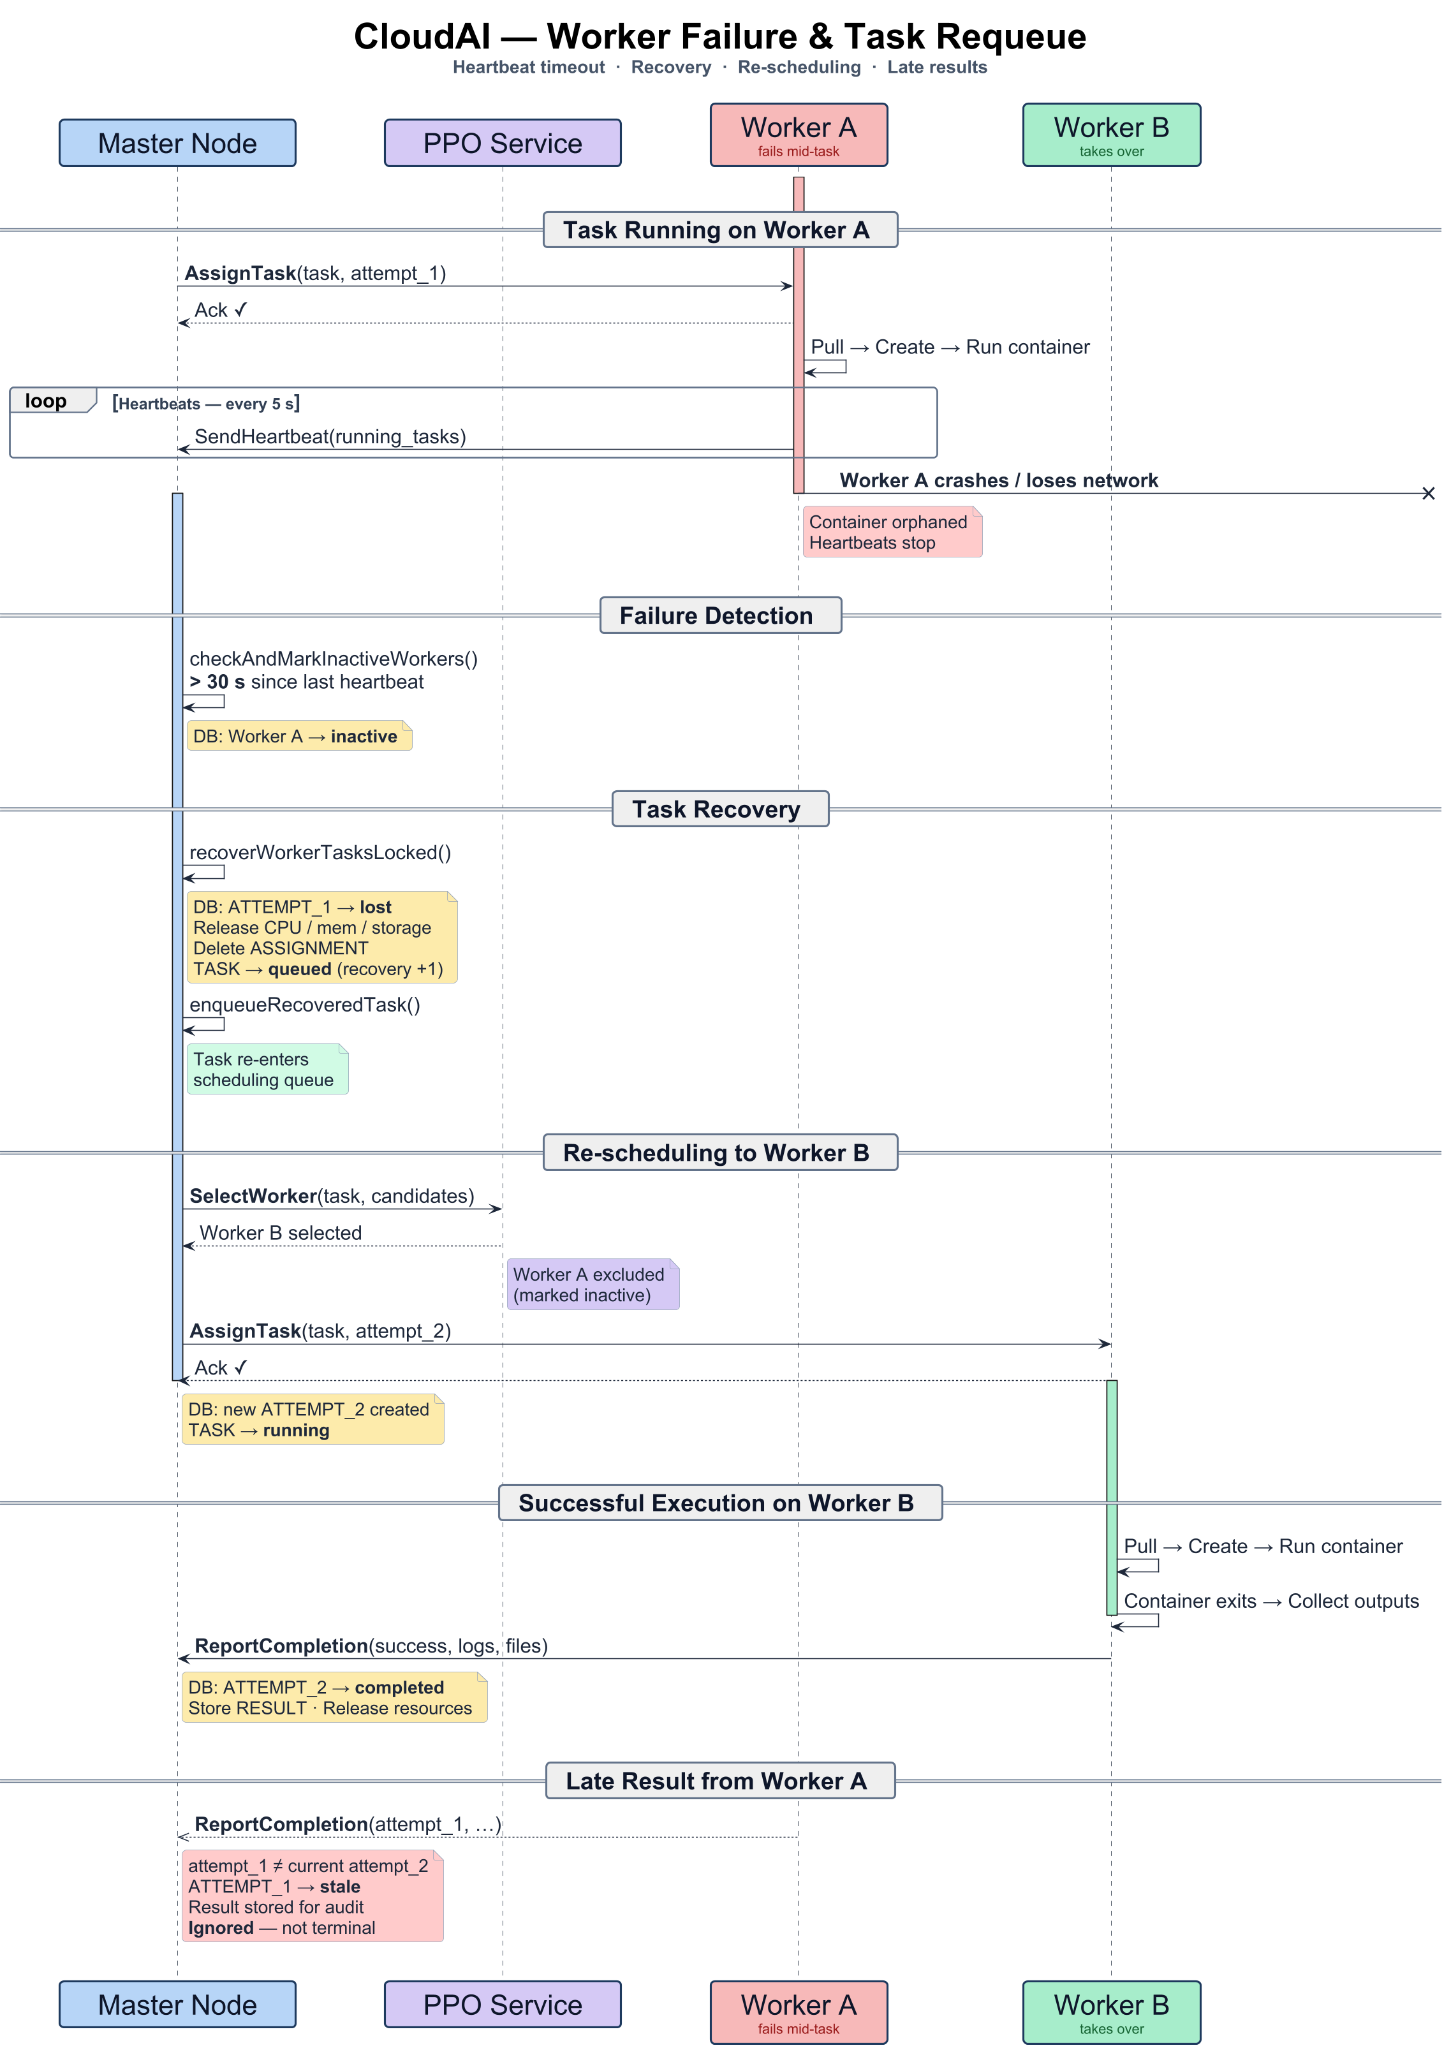 CloudAI — Worker Failure & Task Requeue
Heartbeat timeout · Recovery · Re-scheduling · Late results
Master Node
PPO Service
Worker A
fails mid-task
Worker B
takes over
Task Running on Worker A
AssignTask(task, attempt_1)
Ack ✓
Pull → Create → Run container
loop
[Heartbeats — every 5 s]
SendHeartbeat(running_tasks)
Worker A crashes / loses network
Container orphaned
Heartbeats stop
Failure Detection
checkAndMarkInactiveWorkers()
> 30 s since last heartbeat
DB: Worker A → inactive
Task Recovery
recoverWorkerTasksLocked()
DB: ATTEMPT_1 → lost
Release CPU / mem / storage
Delete ASSIGNMENT
TASK → queued (recovery +1)
enqueueRecoveredTask()
Task re-enters
scheduling queue
Re-scheduling to Worker B
SelectWorker(task, candidates)
Worker B selected
Worker A excluded
(marked inactive)
AssignTask(task, attempt_2)
Ack ✓
DB: new ATTEMPT_2 created
TASK → running
Successful Execution on Worker B
Pull → Create → Run container
Container exits → Collect outputs
ReportCompletion(success, logs, files)
DB: ATTEMPT_2 → completed
Store RESULT · Release resources
Late Result from Worker A
ReportCompletion(attempt_1, …)
attempt_1 ≠ current attempt_2
ATTEMPT_1 → stale
Result stored for audit
Ignored — not terminal
Master Node
PPO Service
Worker A
fails mid-task
Worker B
takes over